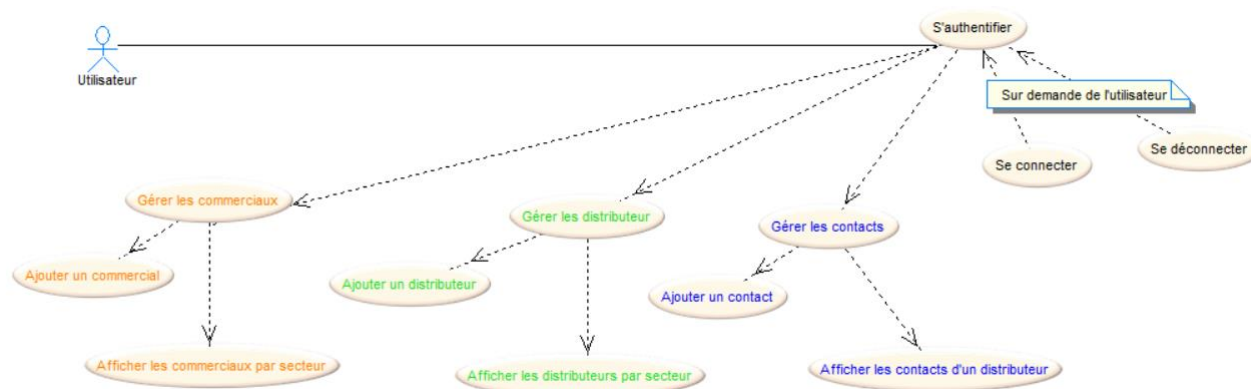 S'authentifier
Utilisateur
Sur demande de l'utilisateur
Se déconnecter
Se connecter
Gérer les commerciaux
Gérer les distributeur
Gérer les contacts
Ajouter un commercial
Ajouter un distributeur
Ajouter un contact
Afficher les commerciaux par secteur
Afficher les distributeurs par secteur
Afficher les contacts d'un distributeur